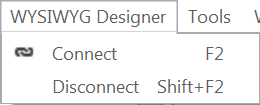 WYSIWYG Designer Tools
Connect F2
Disconnect Shift+F2